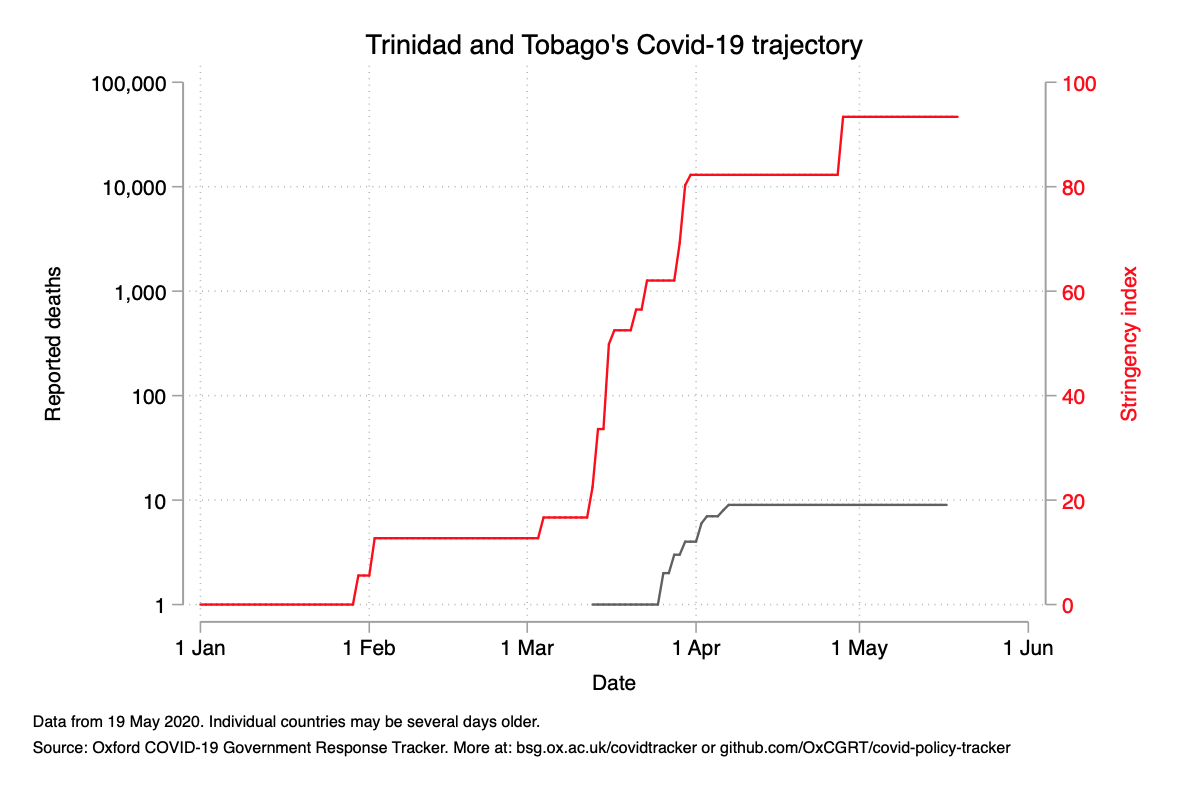 Trinidad and Tobago's Covid-19 trajectory
100,000
10,000
1,000
100
10
1
Reported deaths
100
80
60
40
20
0
Stringency index
1 Jan
1 Feb
1 Mar
1 Apr
1 May
1 Jun
Date
Data from 19 May 2020. Individual countries may be several days older.
Source: Oxford COVID-19 Government Response Tracker. More at: bsg.ox.ac.uk/covidtracker or github.com/OxCGRT/covid-policy-tracker